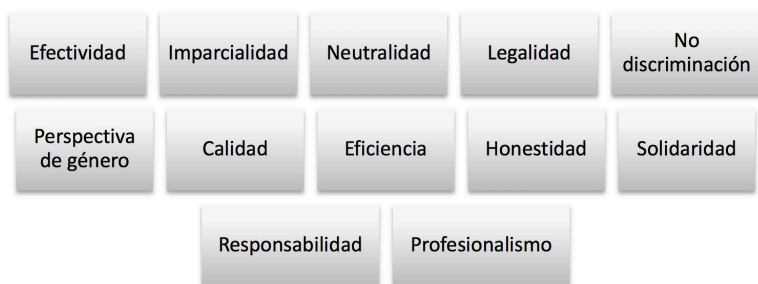 Efectividad
Imparcialidad
Neutralidad
Legalidad
No
discriminación
Perspectiva
de género
Calidad
Eficiencia
Honestidad
Solidaridad
Responsabilidad
Profesionalismo